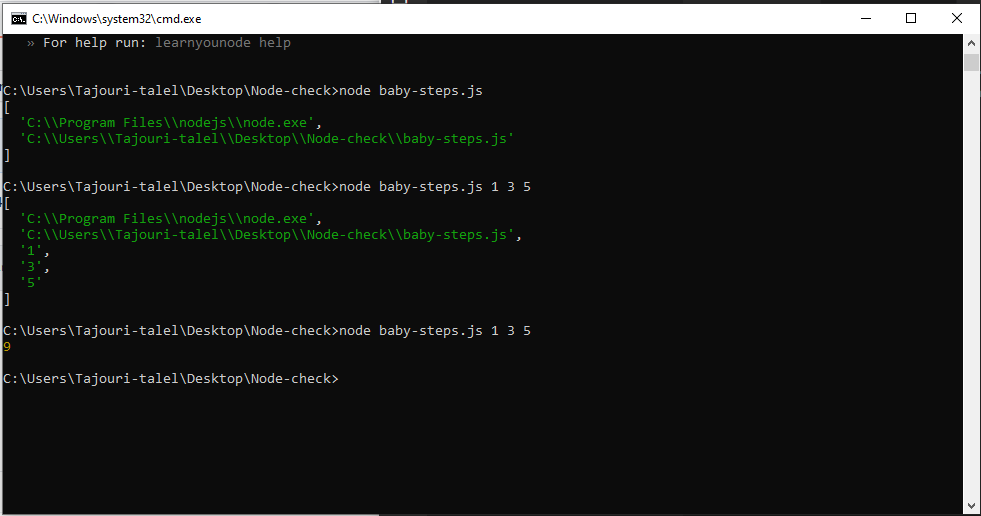 C:\Windows\system32\cmd.exe
» For help run: learnyounode help
C:\Users\Tajouri-talel\Desktop\Node-check>node baby-steps.js
[
'C:\\Program Files\\nodejs\\node.exe',
'C:\\Users\\Tajouri-talel\\Desktop\\Node-check\\baby-steps.js'
]
C:\Users\Tajouri-talel\Desktop\Node-check>node baby-steps.js 1 3 5
[
'C:\\Program Files\\nodejs\\node.exe',
'C:\\Users\\Tajouri-talel\\Desktop\\Node-check\\baby-steps.js',
'1',
'3',
'5'
]
C:\Users\Tajouri-talel\Desktop\Node-check>node baby-steps.js 1 3 5
9
C:\Users\Tajouri-talel\Desktop\Node-check>